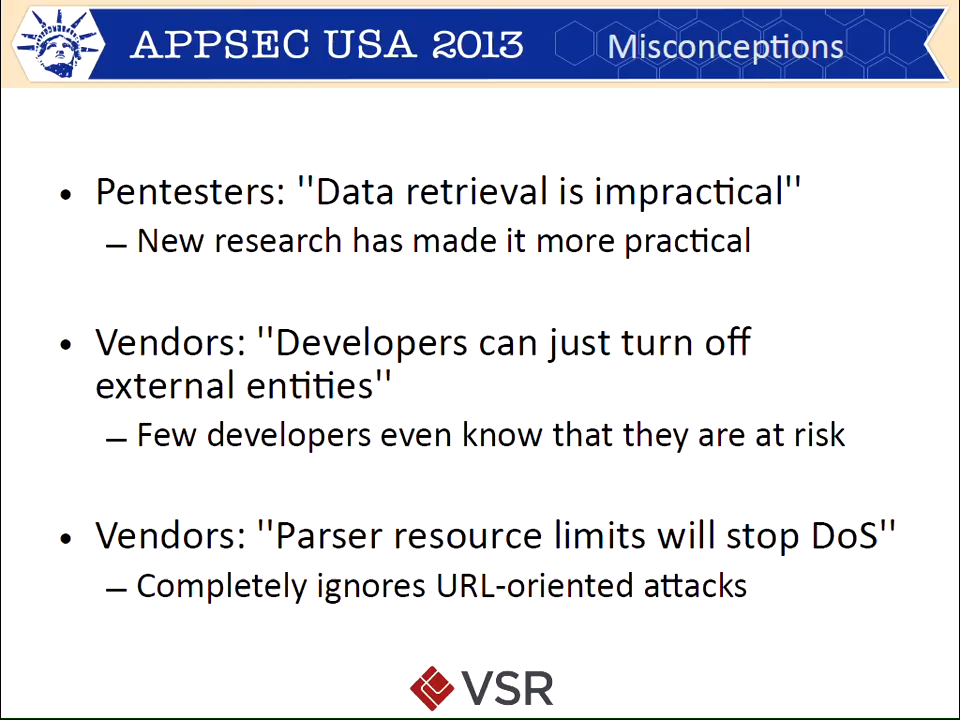 APPSEC USA 2013
Misconceptions
• Pentesters: "Data retrieval is impractical"
– New research has made it more practical
• Vendors: "Developers can just turn off
external entities"
– Few developers even know that they are at risk
• Vendors: "Parser resource limits will stop DoS"
– Completely ignores URL-oriented attacks
VSR